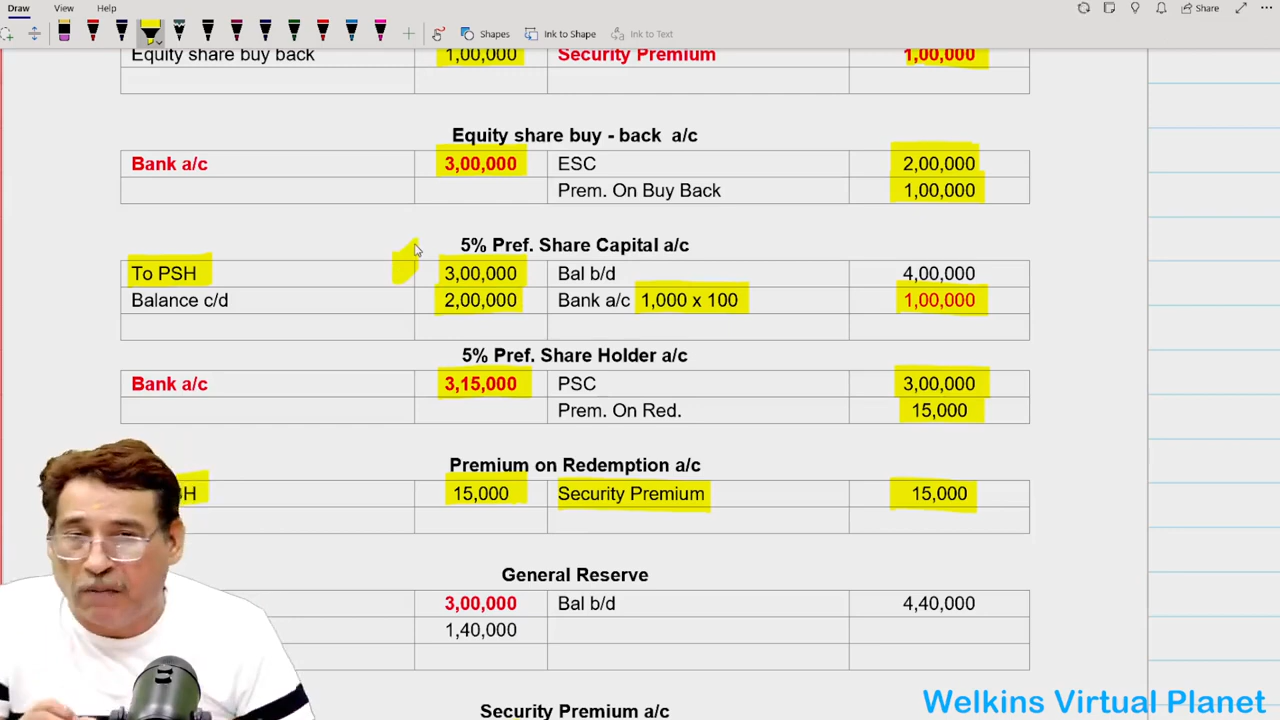 Draw View Help
Share
Shapes Ink to Shape Ink to Text
Equity share buy back 1,00,000 Security Premium 1,00,000
Equity share buy - back a/c
Bank a/c 3,00,000 ESC 2,00,000
Prem. On Buy Back 1,00,000
5% Pref. Share Capital a/c
To PSH 3,00,000 Bal b/d 4,00,000
Balance c/d 2,00,000 Bank a/c 1,000 x 100 1,00,000
5% Pref. Share Holder a/c
Bank a/c 3,15,000 PSC 3,00,000
Prem. On Red. 15,000
Premium on Redemption a/c
15,000 Security Premium 15,000
General Reserve
3,00,000 Bal b/d 4,40,000
1,40,000
Security Premium a/c
Welkins Virtual Planet